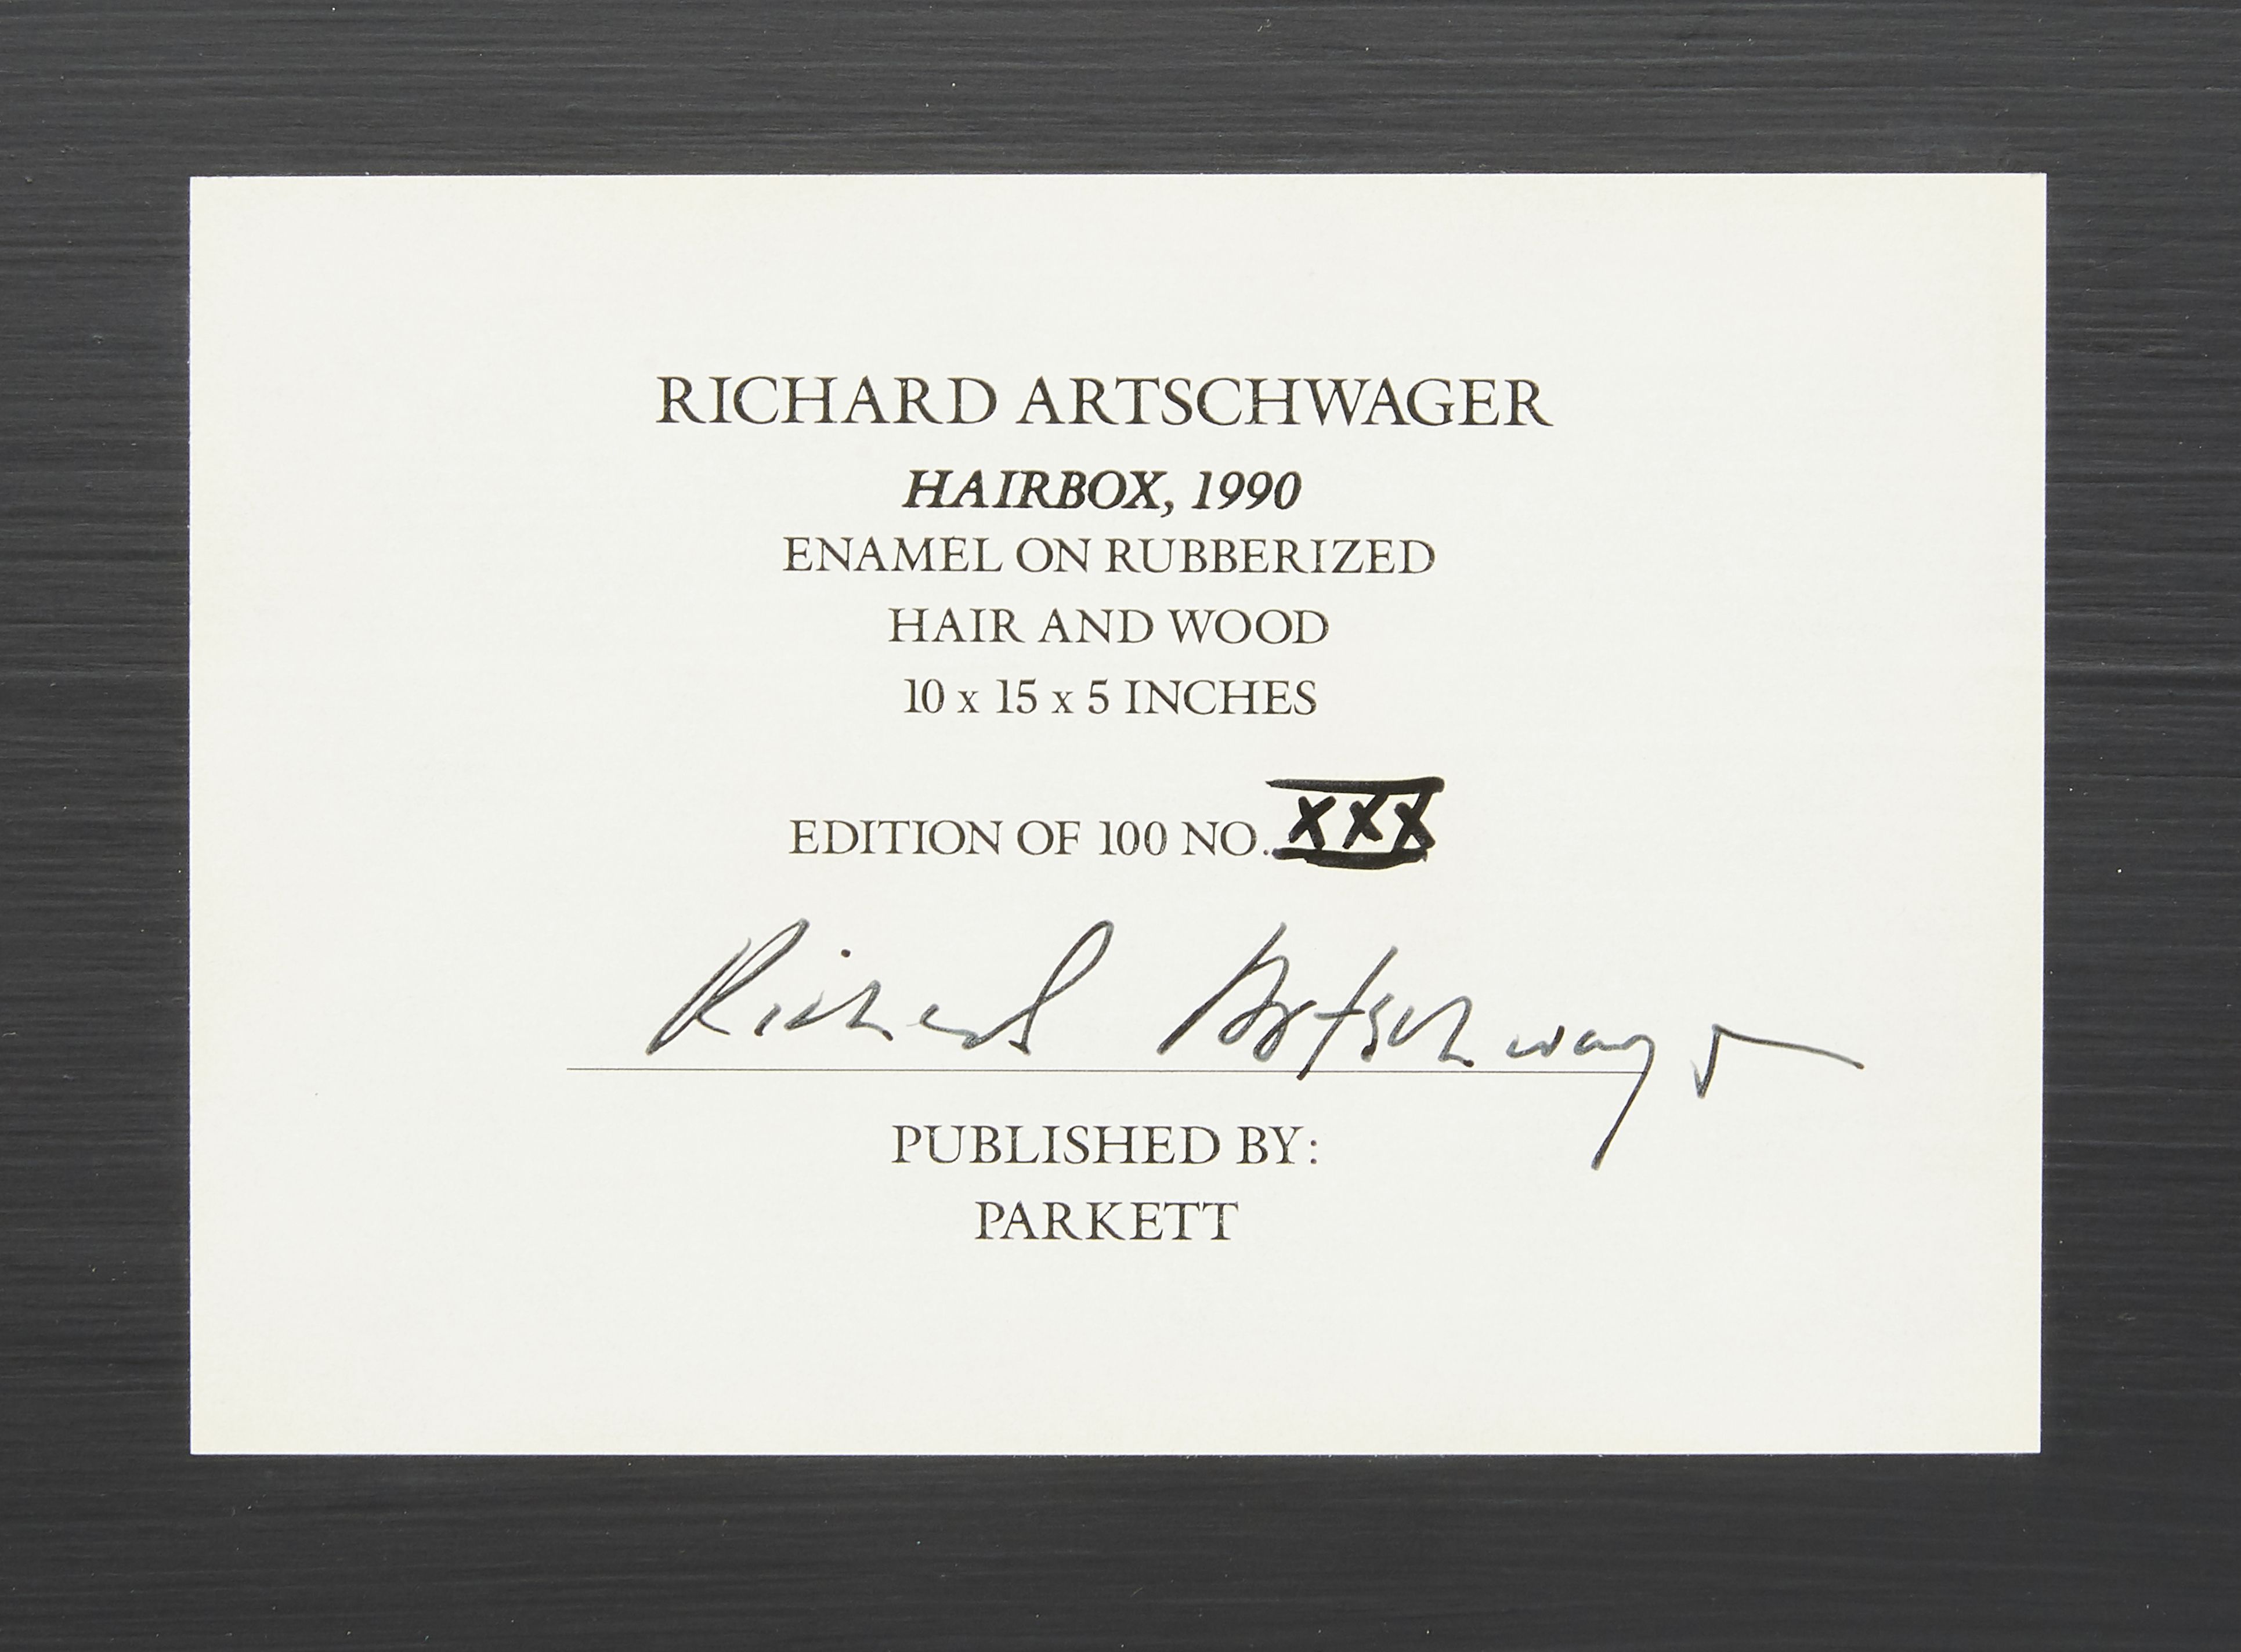 RICHARD ARTSCHWAGER
HAIRBOX, 1990
ENAMEL ON RUBBERIZED
HAIR AND WOOD
10 x 15 x 5 INCHES
EDITION OF 100 NO. XXX
Richard Artschwager
PUBLISHED BY:
PARKETT